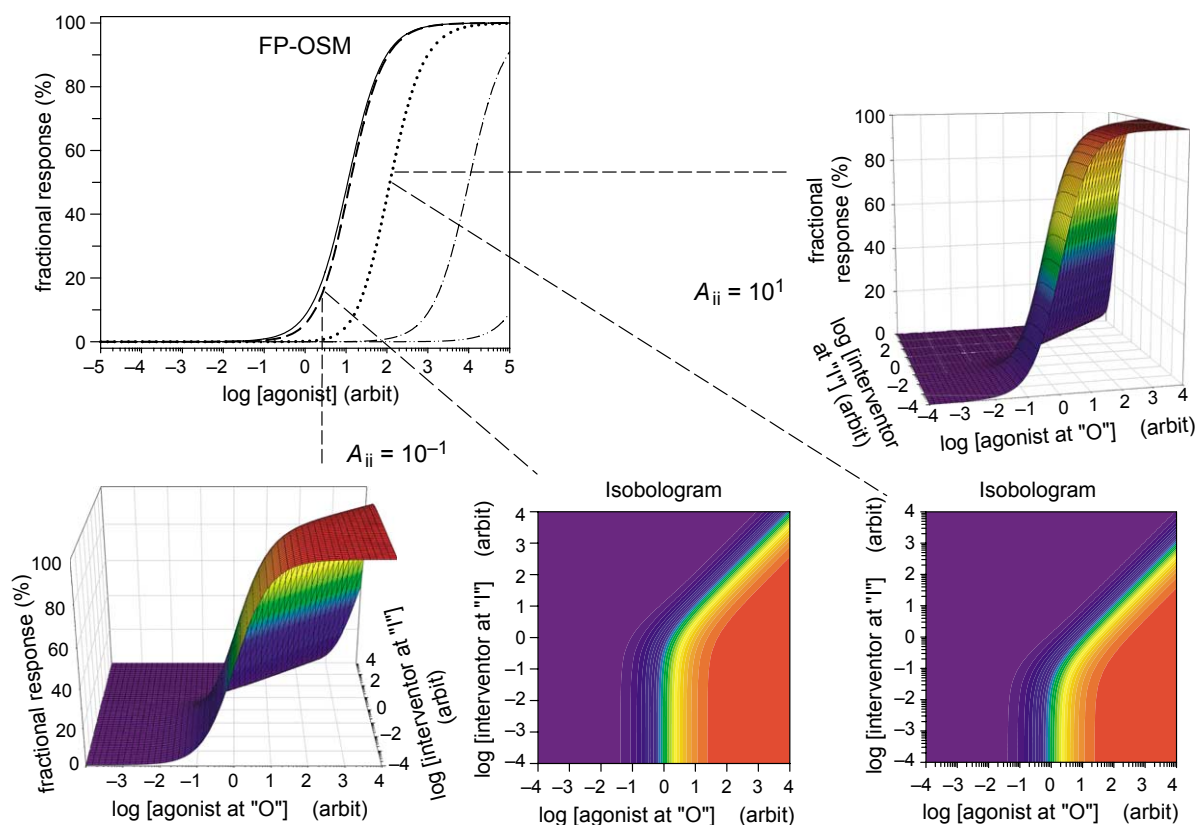 FP-OSM
fractional response (%)
100
80
60
40
20
0
–5 –4 –3 –2 –1 0 1 2 3 4 5
log [agonist] (arbit)
A_ii = 10^1
A_ii = 10^–1
fractional
response (%)
100
80
60
40
20
0
2
0
–2
–4
log [interventor
at "I"] (arbit)
–4 –3 –2 –1 0 1 2 3 4
log [agonist at "O"] (arbit)
fractional response (%)
100
80
60
40
20
0
–3 –2 –1 0 1 2 3 4
log [agonist at "O"] (arbit)
4
2
0
–2
–4
log [interventor at "I"]
(arbit)
Isobologram
log [interventor at "I"] (arbit)
4
3
2
1
0
–1
–2
–3
–4
–4 –3 –2 –1 0 1 2 3 4
log [agonist at "O"] (arbit)
Isobologram
log [interventor at "I"] (arbit)
4
3
2
1
0
–1
–2
–3
–4
–4 –3 –2 –1 0 1 2 3 4
log [agonist at "O"] (arbit)